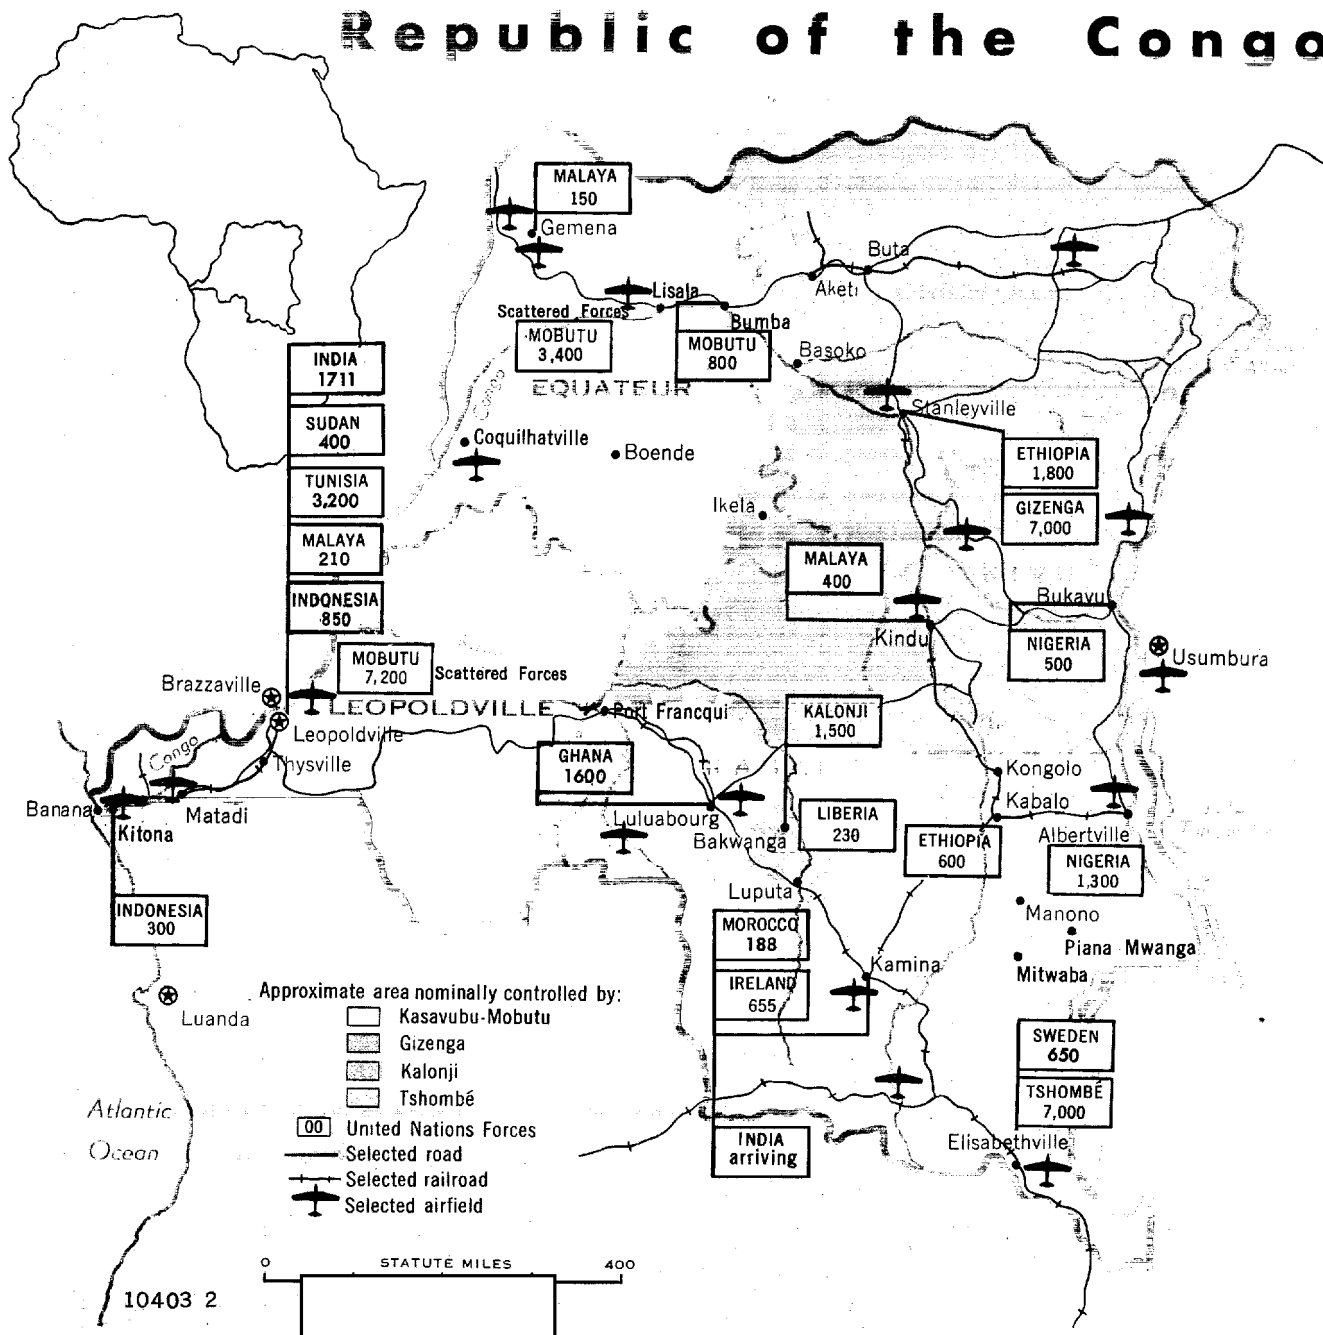 Republic of the Congo
MALAYA
150
Gemena
Buta
Aketi
Lisala
Scattered Forces
Bumba
MOBUTU
3,400
MOBUTU
800
Basoko
INDIA
1711
EQUATEUR
Congo
Stanleyville
SUDAN
400
Coquilhatville
Boende
ETHIOPIA
1,800
TUNISIA
3,200
GIZENGA
7,000
Ikela
MALAYA
210
MALAYA
400
INDONESIA
850
Bukavu
Kindu
NIGERIA
500
Usumbura
MOBUTU
7,200
Scattered Forces
Brazzaville
LEOPOLDVILLE
Port Francqui
KALONJI
1,500
Leopoldville
Congo
Thysville
GHANA
1600
Kongolo
Banana
Kitona
Matadi
Luluabourg
Bakwanga
LIBERIA
230
Kabalo
Albertville
ETHIOPIA
600
NIGERIA
1,300
Luputa
INDONESIA
300
MOROCCO
188
Manono
Piana Mwanga
Mitwaba
Kamina
IRELAND
655
Luanda
Approximate area nominally controlled by:
Kasavubu-Mobutu
Gizenga
Kalonji
Tshombé
00 United Nations Forces
Selected road
Selected railroad
Selected airfield
SWEDEN
650
TSHOMBÉ
7,000
Atlantic
Ocean
INDIA
arriving
Elisabethville
0 STATUTE MILES 400
10403 2